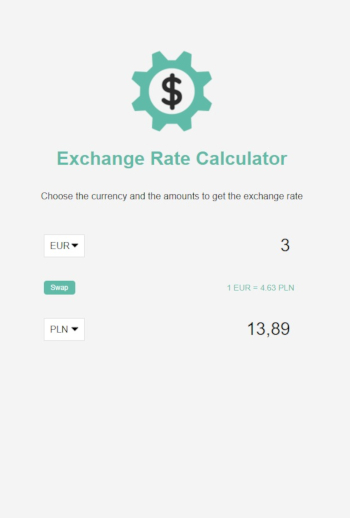 $
Exchange Rate Calculator
Choose the currency and the amounts to get the exchange rate
EUR 3
Swap 1 EUR = 4.63 PLN
PLN 13,89